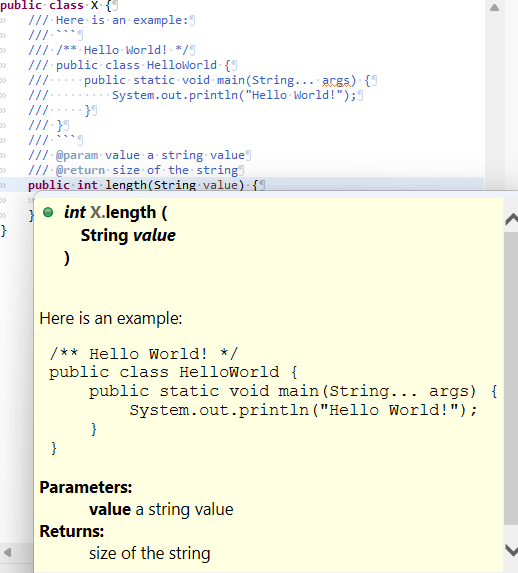 public class X {
/// Here is an example:
/// ```
/// /** Hello World! */
/// public class HelloWorld {
///     public static void main(String... args) {
///         System.out.println("Hello World!");
///     }
/// }
/// ```
/// @param value a string value
/// @return size of the string
public int length(String value) {
}
}
int X.length (
String value
)
Here is an example:
/** Hello World! */
public class HelloWorld {
    public static void main(String... args) {
        System.out.println("Hello World!");
    }
}
Parameters:
value a string value
Returns:
size of the string